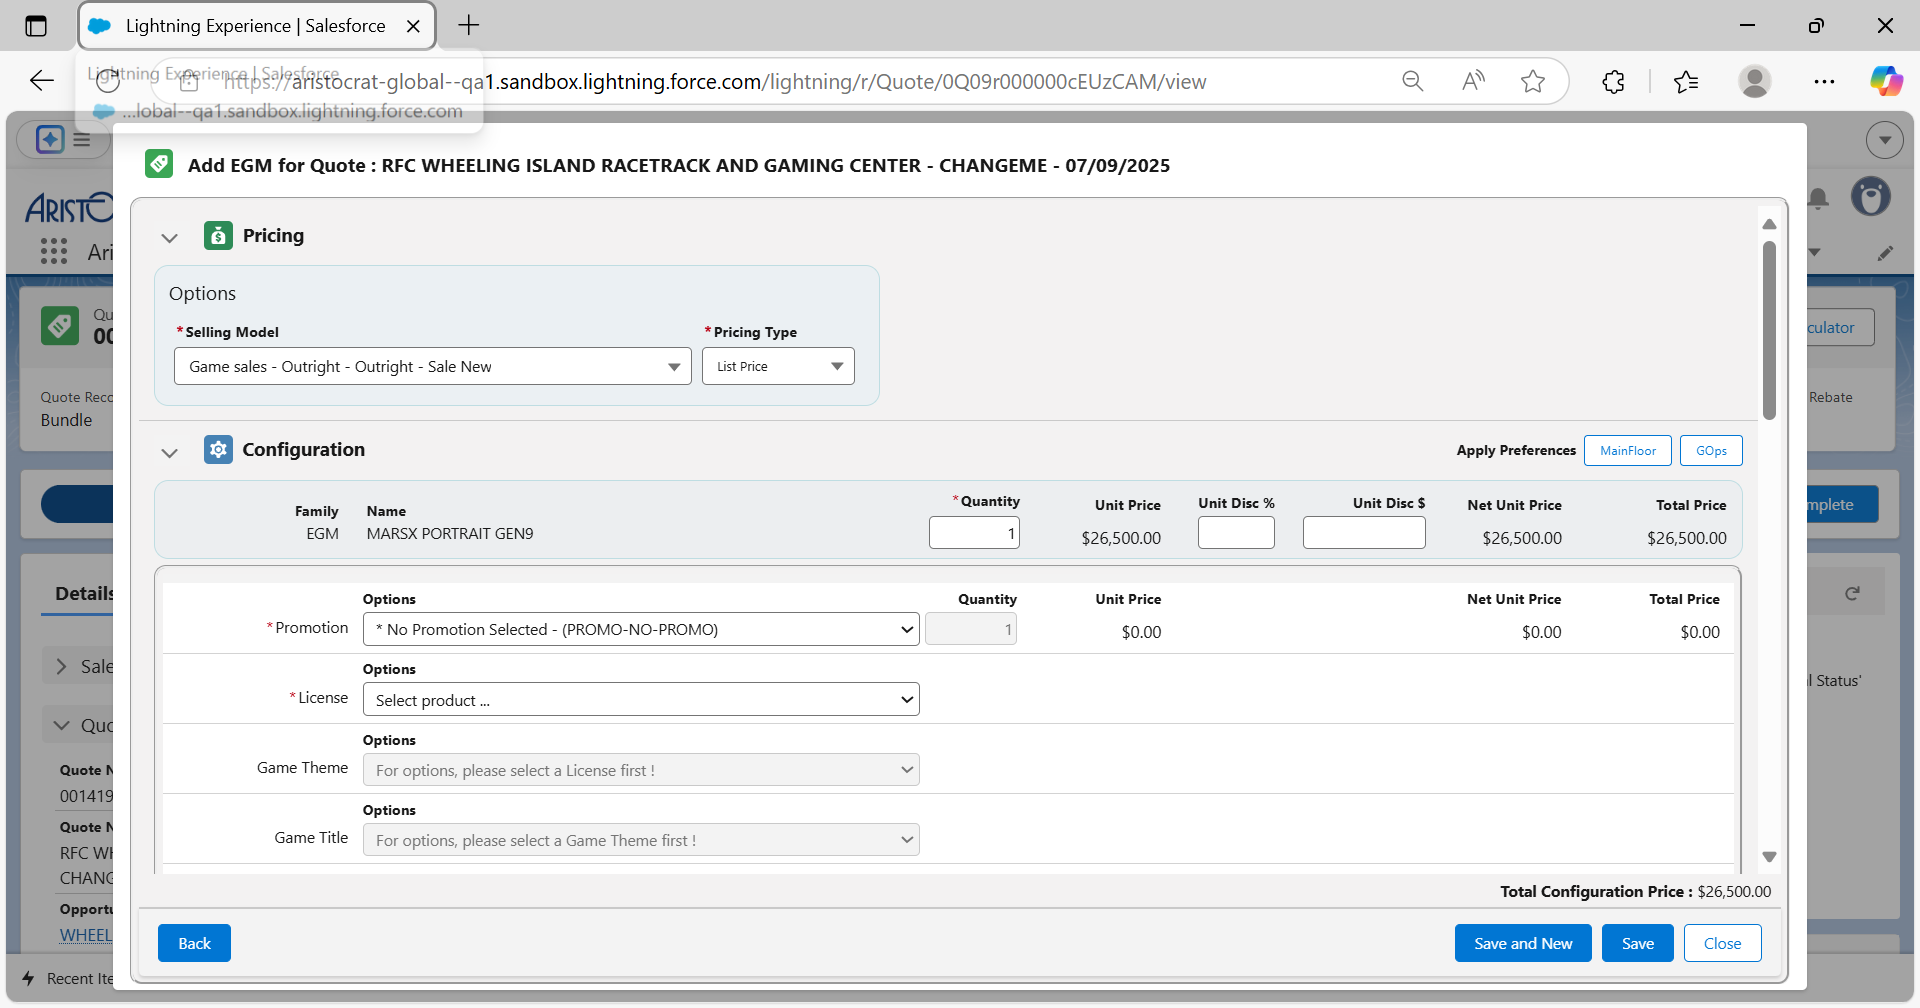 Lightning Experience | Salesforce
https://aristocrat-global--qa1.sandbox.lightning.force.com/lightning/r/Quote/0Q09r000000cEUzCAM/view
Lightning Experience | Salesforce
...lobal--qa1.sandbox.lightning.force.com
Add EGM for Quote : RFC WHEELING ISLAND RACETRACK AND GAMING CENTER - CHANGEME - 07/09/2025
ARISTO
Ari
Pricing
Options
*Selling Model
*Pricing Type
Game sales - Outright - Outright - Sale New
List Price
Qu
00
culator
Quote Reco
Bundle
Rebate
Configuration
Apply Preferences
MainFloor
GOps
Family
Name
*Quantity
Unit Price
Unit Disc %
Unit Disc $
Net Unit Price
Total Price
EGM
MARSX PORTRAIT GEN9
1
$26,500.00
$26,500.00
$26,500.00
mplete
Details
Options
Quantity
Unit Price
Net Unit Price
Total Price
*Promotion
* No Promotion Selected - (PROMO-NO-PROMO)
1
$0.00
$0.00
$0.00
Sale
Options
*License
Select product ...
l Status'
Quo
Options
Game Theme
For options, please select a License first !
Quote N
001419
Options
Game Title
For options, please select a Game Theme first !
Quote N
RFC WH
CHANG
Total Configuration Price : $26,500.00
Opportu
WHEEL
Back
Save and New
Save
Close
Recent Ite